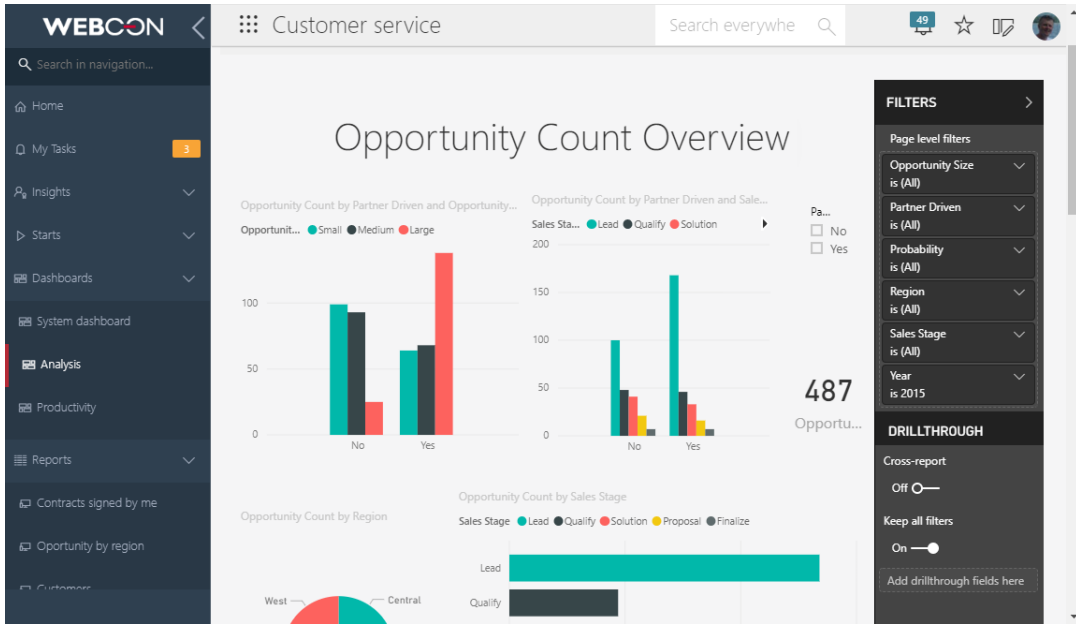 WEBCON
Search in navigation...
Home
My Tasks
3
Insights
Starts
Dashboards
System dashboard
Analysis
Productivity
Reports
Contracts signed by me
Oportunity by region
Customers
Customer service
Search everywhe
49
Opportunity Count Overview
Opportunity Count by Partner Driven and Opportunity...
Opportunit... Small Medium Large
100
50
0
No Yes
Opportunity Count by Partner Driven and Sale...
Sales Sta... Lead Qualify Solution
200
150
100
50
0
No Yes
Pa...
No
Yes
487
Opportu...
Opportunity Count by Region
West Central
Opportunity Count by Sales Stage
Sales Stage Lead Qualify Solution Proposal Finalize
Lead
Qualify
FILTERS
Page level filters
Opportunity Size
is (All)
Partner Driven
is (All)
Probability
is (All)
Region
is (All)
Sales Stage
is (All)
Year
is 2015
DRILLTHROUGH
Cross-report
Off
Keep all filters
On
Add drillthrough fields here